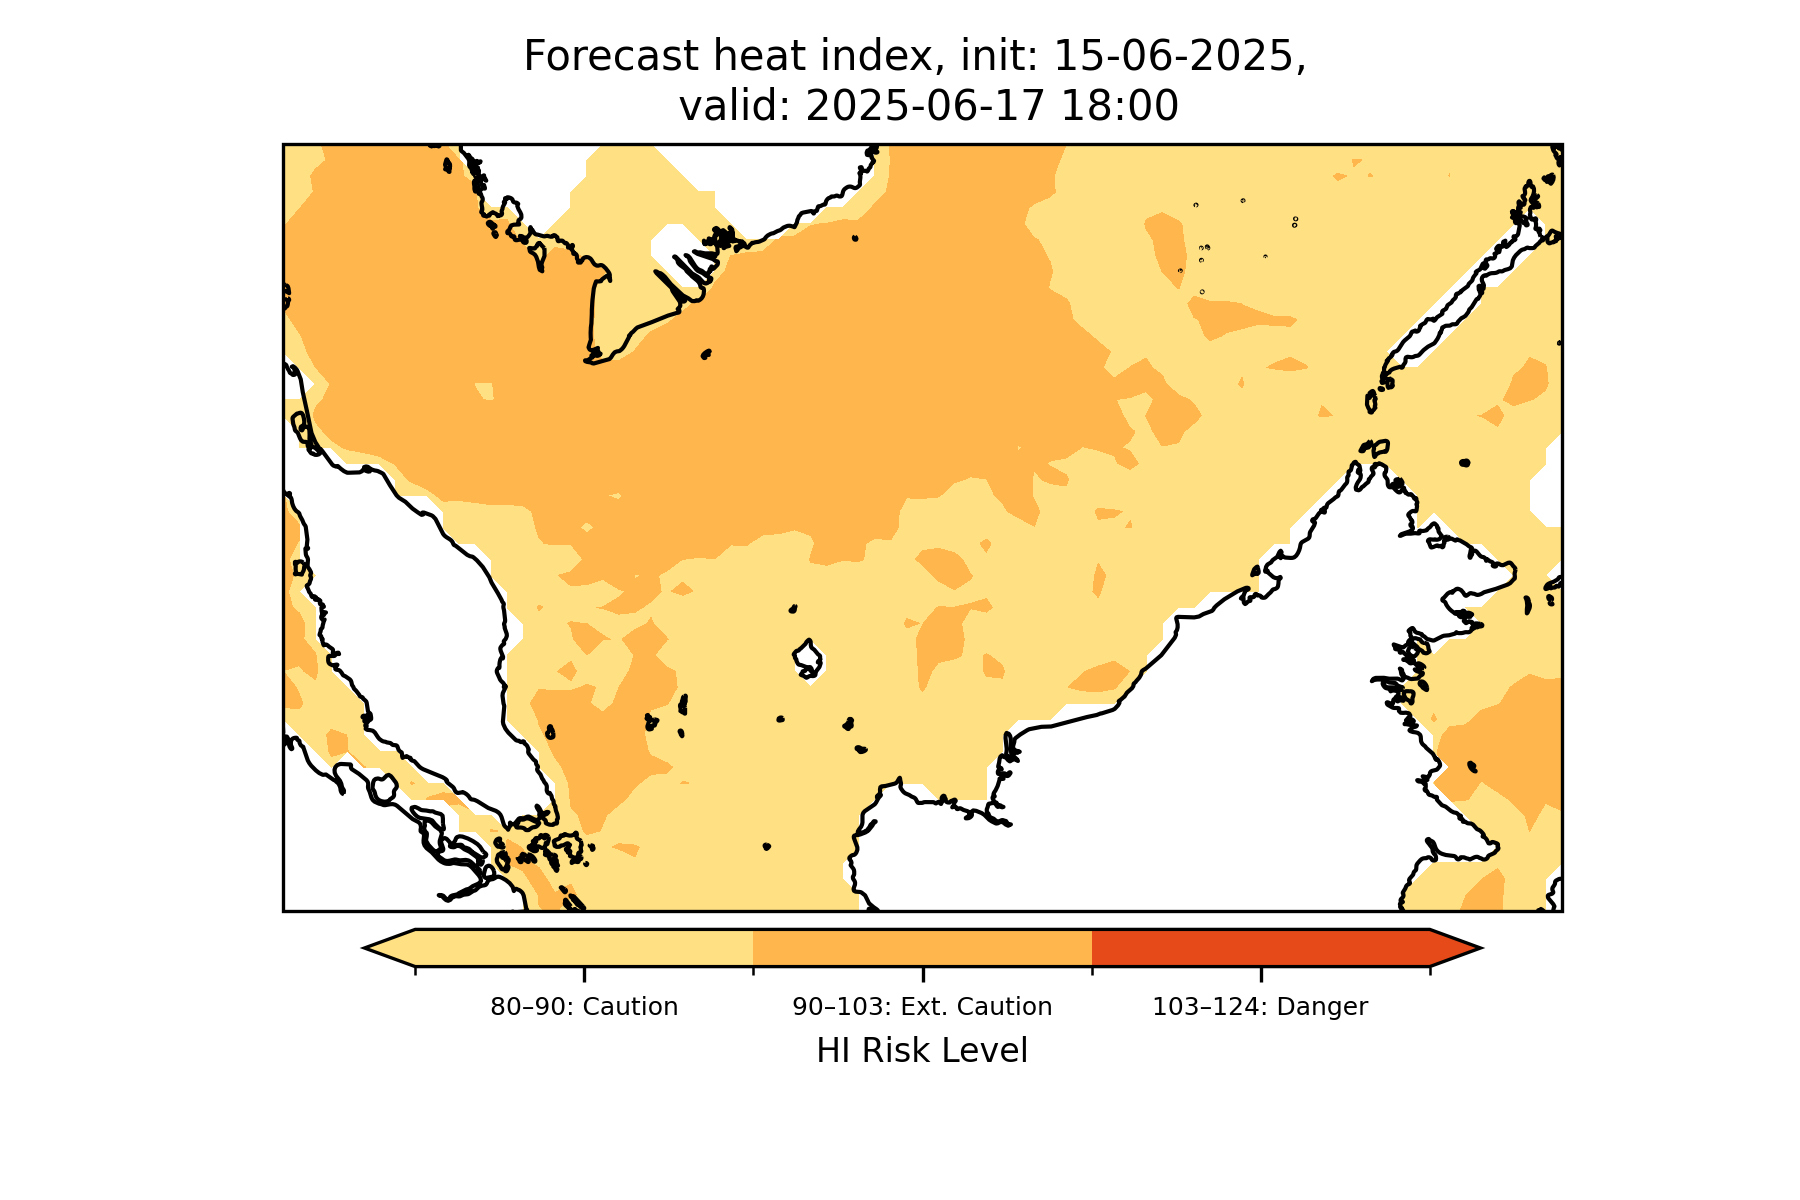 Forecast heat index, init: 15-06-2025,
valid: 2025-06-17 18:00
80–90: Caution
90–103: Ext. Caution
103–124: Danger
HI Risk Level